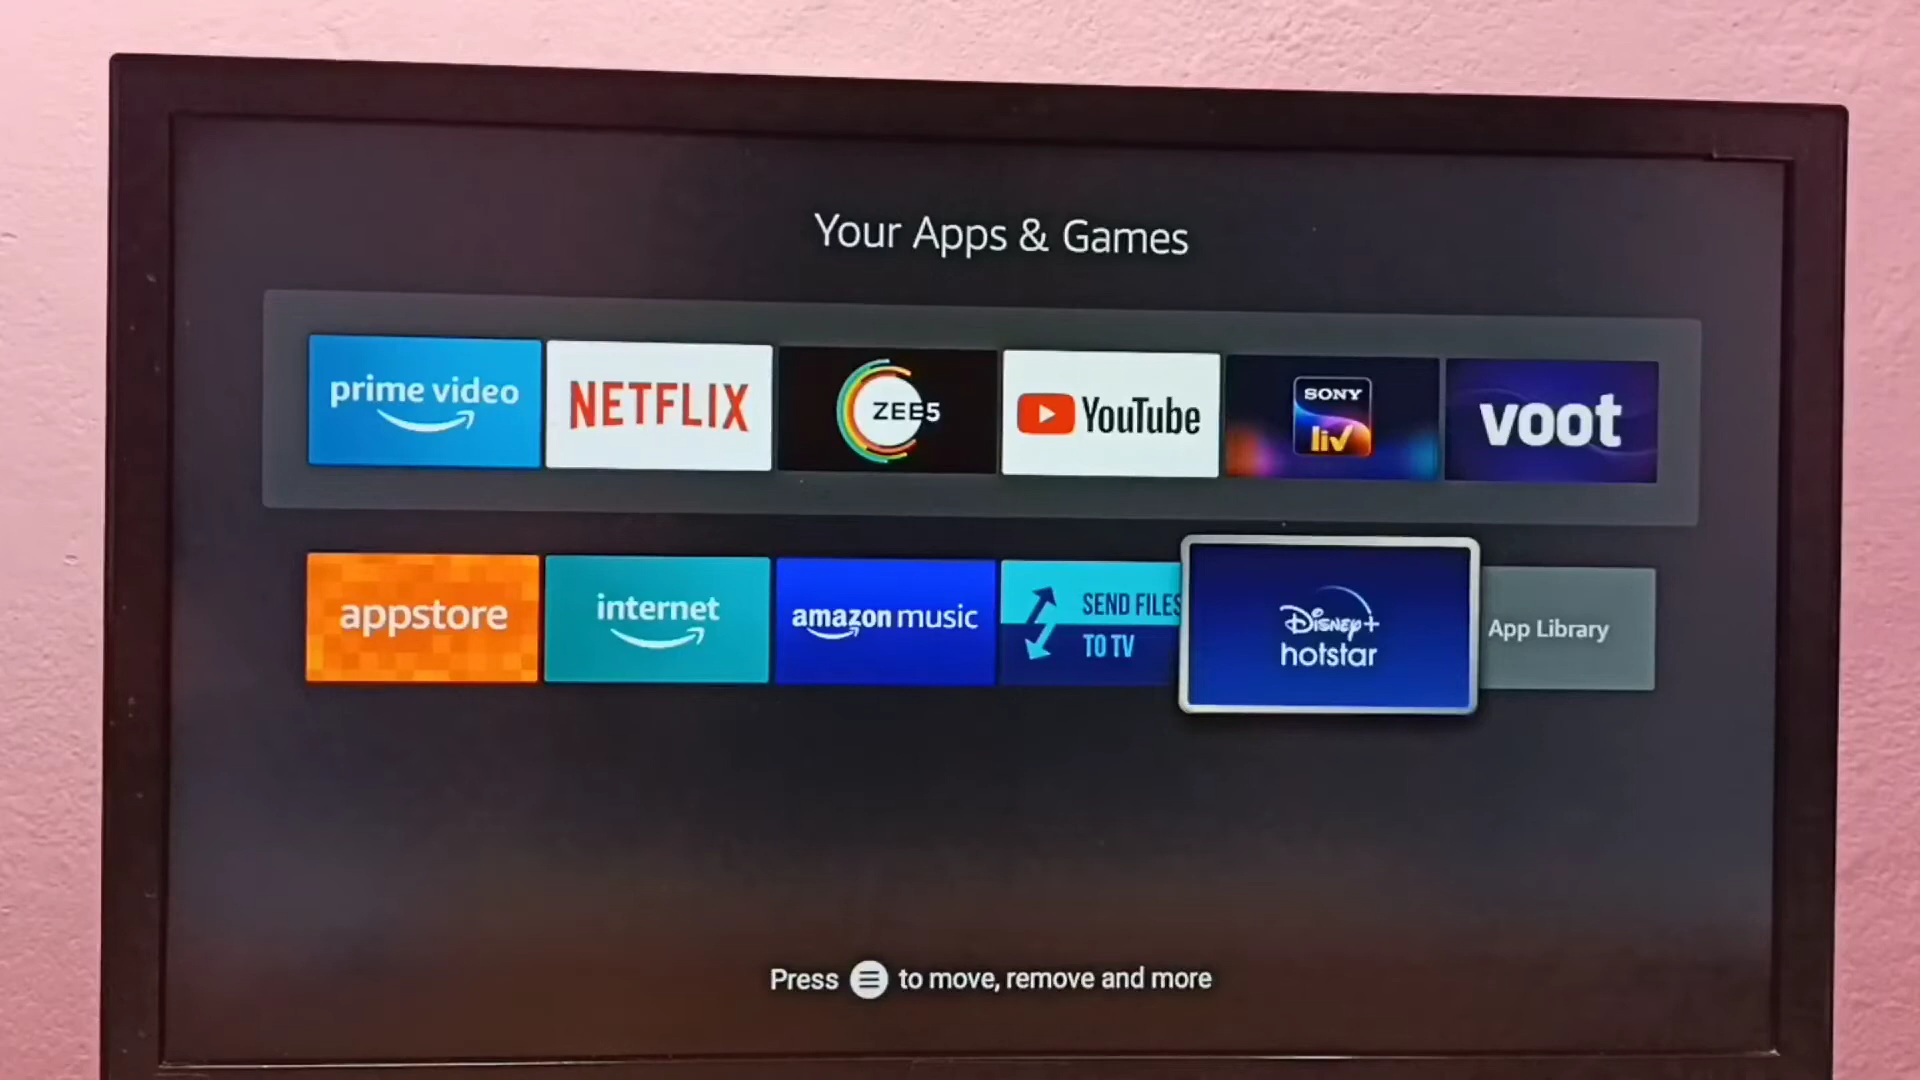 Your Apps & Games
prime video
NETFLIX
ZEE5
YouTube
SONY
liv
voot
appstore
internet
amazon music
SEND FILES
TO TV
Disney+
hotstar
App Library
Press to move, remove and more